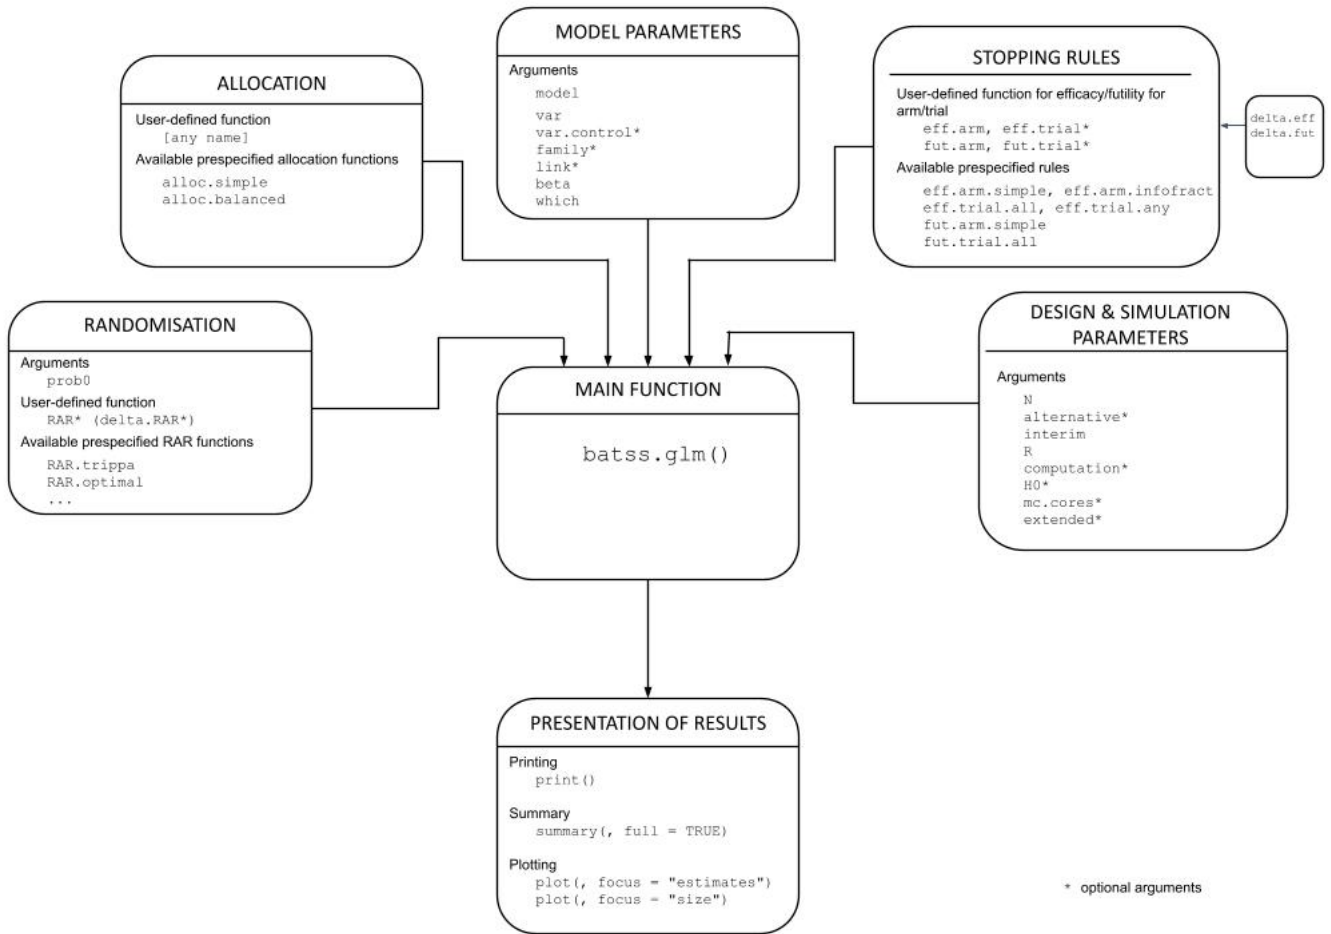 MODEL PARAMETERS
Arguments
model
var
var.control*
family*
link*
beta
which
ALLOCATION
User-defined function
[any name]
Available prespecified allocation functions
alloc.simple
alloc.balanced
STOPPING RULES
User-defined function for efficacy/futility for
arm/trial
eff.arm, eff.trial*
fut.arm, fut.trial*
Available prespecified rules
eff.arm.simple, eff.arm.infofract
eff.trial.all, eff.trial.any
fut.arm.simple
fut.trial.all
delta.eff
delta.fut
RANDOMISATION
Arguments
prob0
User-defined function
RAR* (delta.RAR*)
Available prespecified RAR functions
RAR.trippa
RAR.optimal
...
MAIN FUNCTION
batss.glm()
DESIGN & SIMULATION
PARAMETERS
Arguments
N
alternative*
interim
R
computation*
H0*
mc.cores*
extended*
PRESENTATION OF RESULTS
Printing
print()
Summary
summary(, full = TRUE)
Plotting
plot(, focus = "estimates")
plot(, focus = "size")
* optional arguments